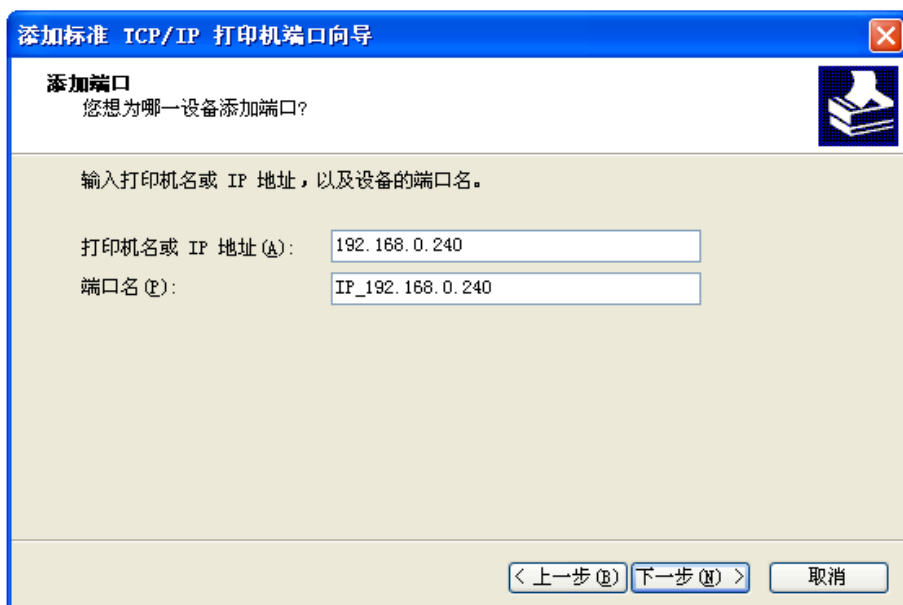 添加标准 TCP/IP 打印机端口向导
添加端口
您想为哪一设备添加端口?
输入打印机名或 IP 地址,以及设备的端口名。
打印机名或 IP 地址(A): 192.168.0.240
端口名(P): IP_192.168.0.240
< 上一步(B) 下一步(N) > 取消